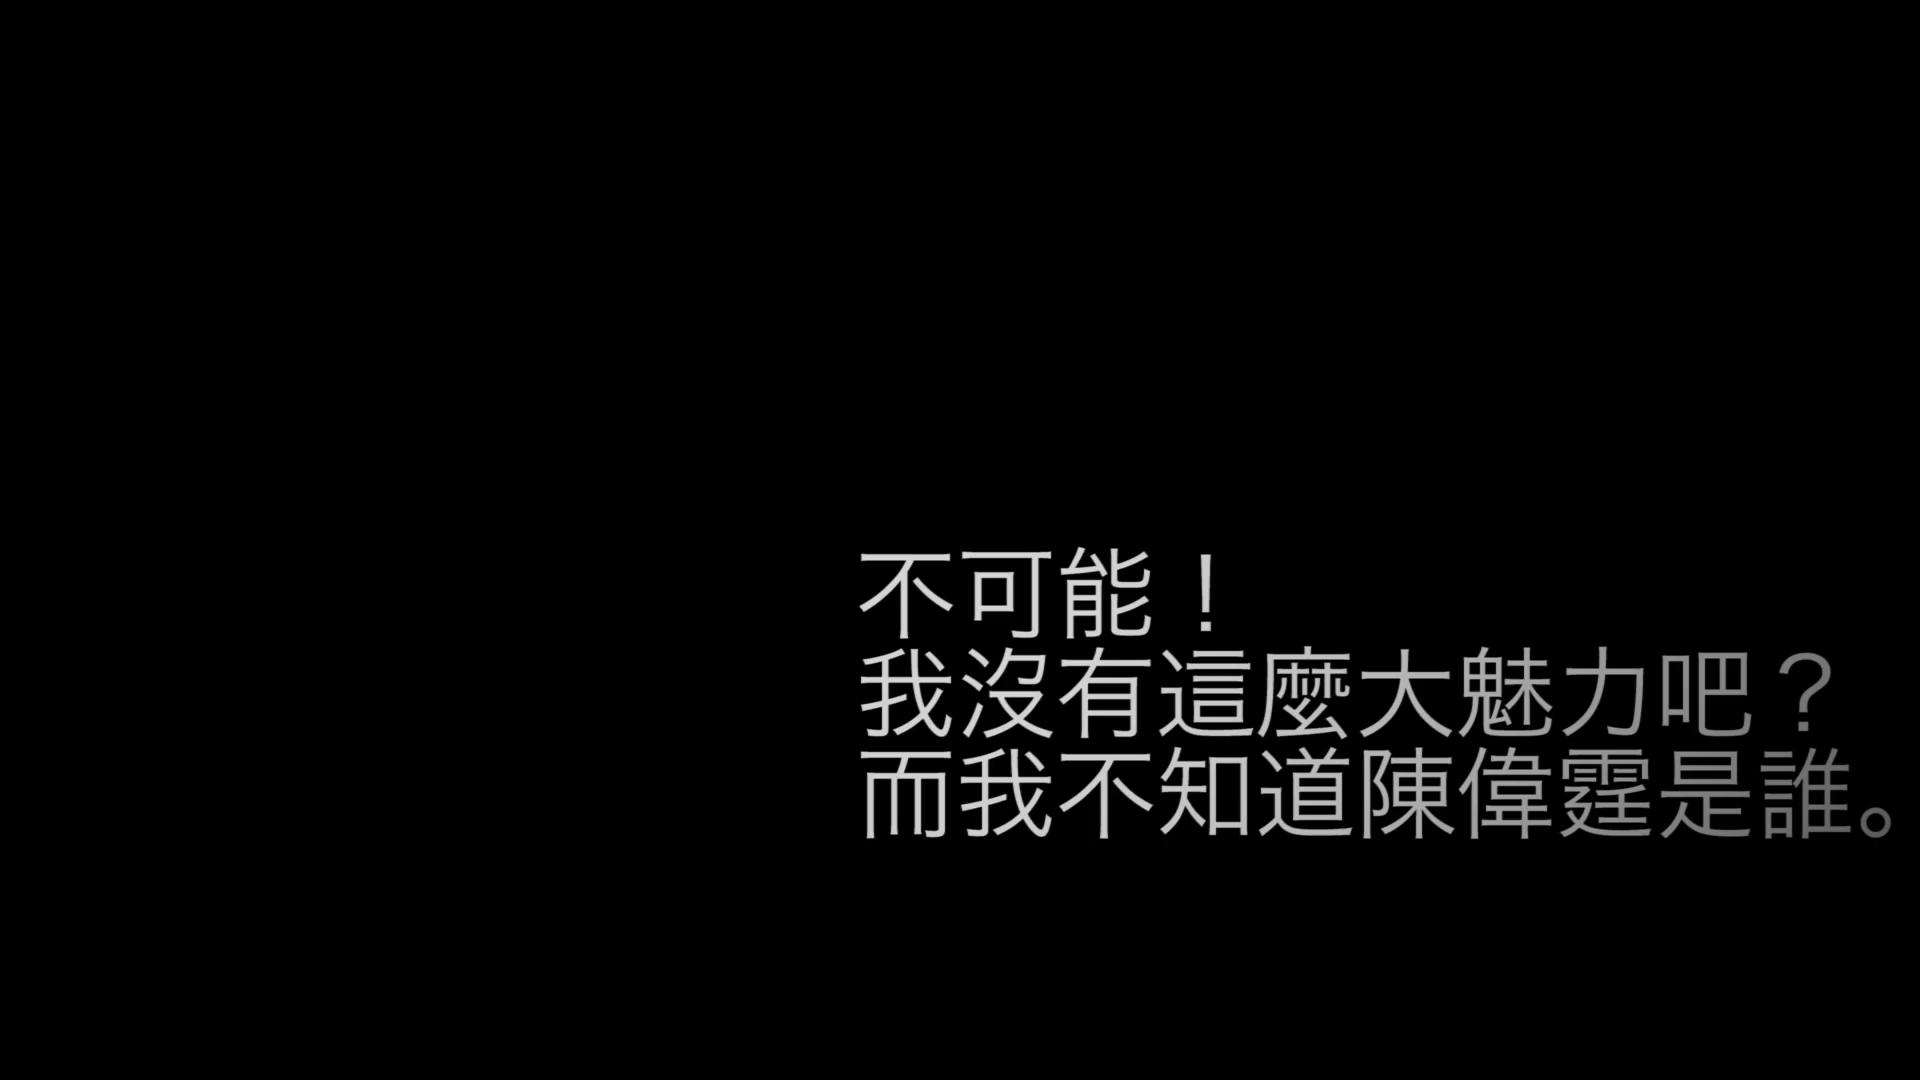 不可能！
我沒有這麼大魅力吧？
而我不知道陳偉霆是誰。